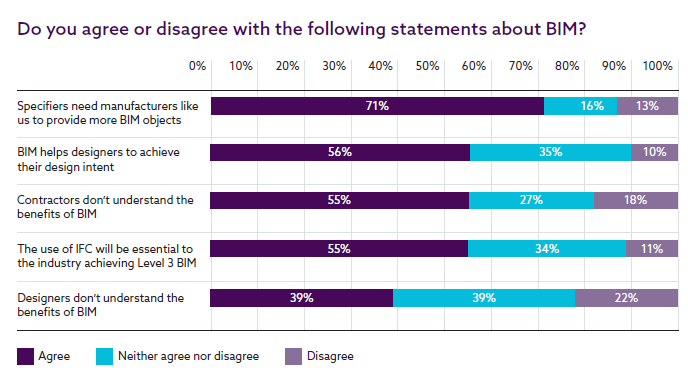 Do you agree or disagree with the following statements about BIM?
0% 10% 20% 30% 40% 50% 60% 70% 80% 90% 100%
Specifiers need manufacturers like
us to provide more BIM objects
71% 16% 13%
BIM helps designers to achieve
their design intent
56% 35% 10%
Contractors don't understand the
benefits of BIM
55% 27% 18%
The use of IFC will be essential to
the industry achieving Level 3 BIM
55% 34% 11%
Designers don't understand the
benefits of BIM
39% 39% 22%
Agree Neither agree nor disagree Disagree